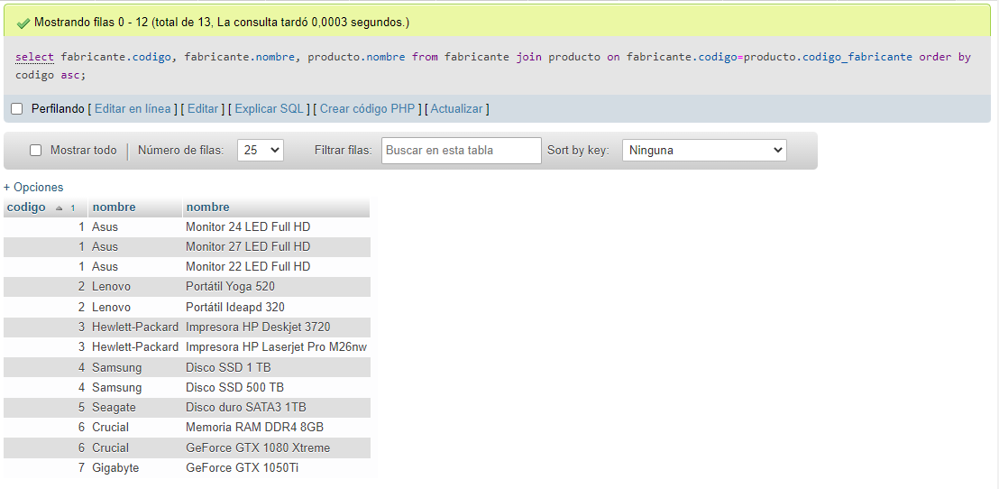 Mostrando filas 0 - 12 (total de 13, La consulta tardó 0,0003 segundos.)
select fabricante.codigo, fabricante.nombre, producto.nombre from fabricante join producto on fabricante.codigo=producto.codigo_fabricante order by
codigo asc;
Perfilando [ Editar en línea ] [ Editar ] [ Explicar SQL ] [ Crear código PHP ] [ Actualizar ]
Mostrar todo Número de filas: 25 Filtrar filas: Buscar en esta tabla Sort by key: Ninguna
+ Opciones
codigo 1 nombre nombre
1 Asus Monitor 24 LED Full HD
1 Asus Monitor 27 LED Full HD
1 Asus Monitor 22 LED Full HD
2 Lenovo Portátil Yoga 520
2 Lenovo Portátil Ideapd 320
3 Hewlett-Packard Impresora HP Deskjet 3720
3 Hewlett-Packard Impresora HP Laserjet Pro M26nw
4 Samsung Disco SSD 1 TB
4 Samsung Disco SSD 500 TB
5 Seagate Disco duro SATA3 1TB
6 Crucial Memoria RAM DDR4 8GB
6 Crucial GeForce GTX 1080 Xtreme
7 Gigabyte GeForce GTX 1050Ti